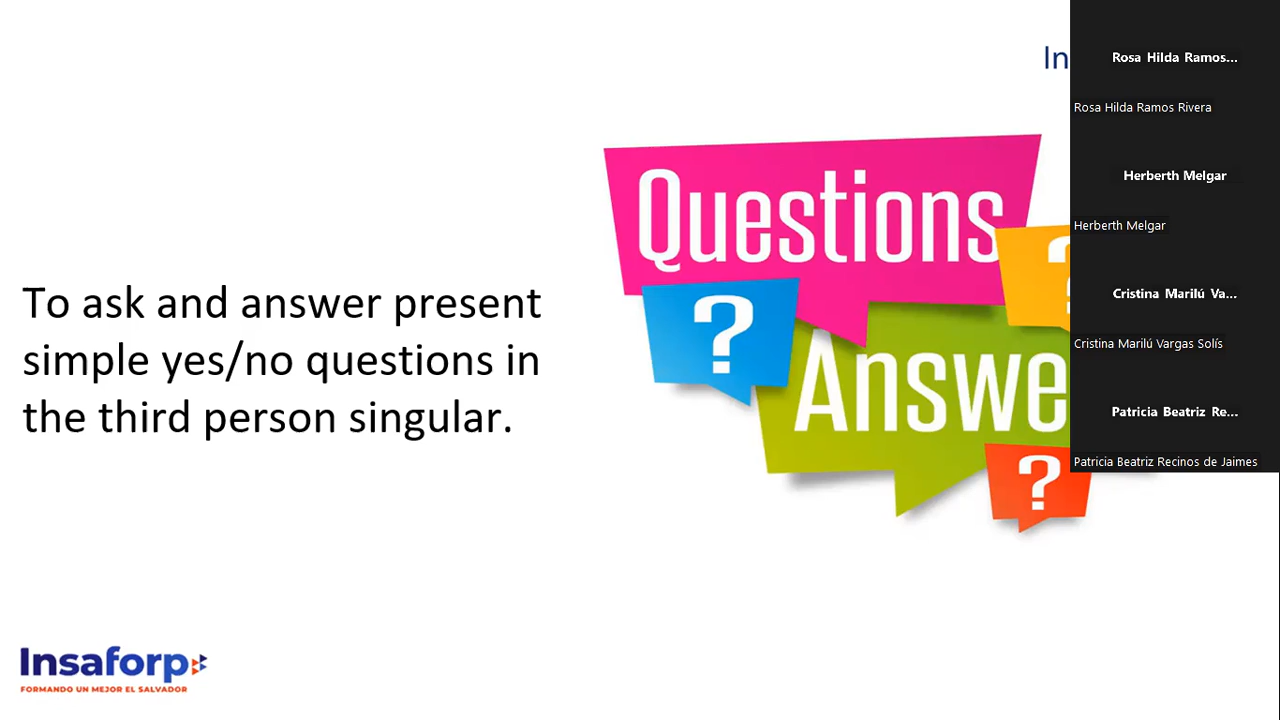 In
Questions
?
?
Answe
?
To ask and answer present
simple yes/no questions in
the third person singular.
Insaforp
FORMANDO UN MEJOR EL SALVADOR
Rosa Hilda Ramos...
Rosa Hilda Ramos Rivera
Herberth Melgar
Herberth Melgar
Cristina Marilú Va...
Cristina Marilú Vargas Solís
Patricia Beatriz Re...
Patricia Beatriz Recinos de Jaimes